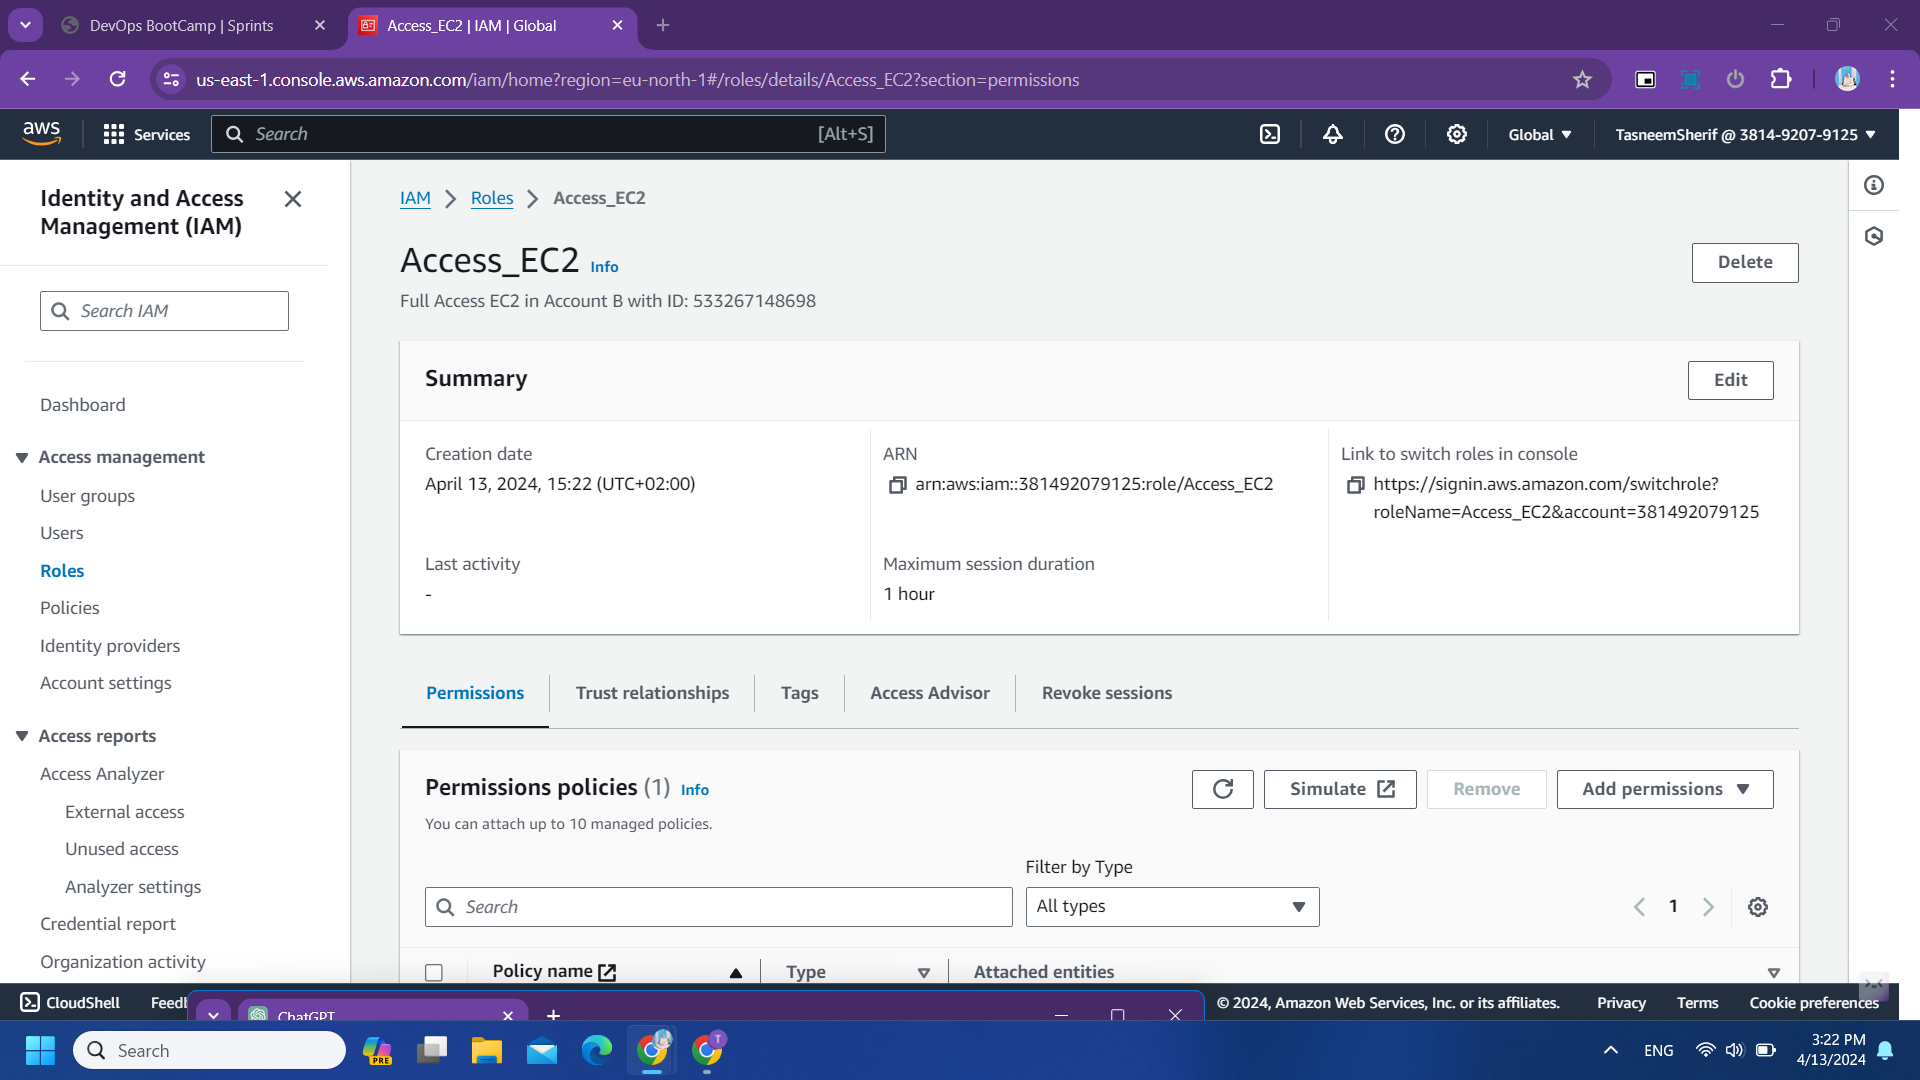 DevOps BootCamp | Sprints
Access_EC2 | IAM | Global
us-east-1.console.aws.amazon.com/iam/home?region=eu-north-1#/roles/details/Access_EC2?section=permissions
aws
Services
Search
[Alt+S]
Global
TasneemSherif @ 3814-9207-9125
Identity and Access
Management (IAM)
Search IAM
Dashboard
Access management
User groups
Users
Roles
Policies
Identity providers
Account settings
Access reports
Access Analyzer
External access
Unused access
Analyzer settings
Credential report
Organization activity
IAM
Roles
Access_EC2
Access_EC2 Info
Delete
Full Access EC2 in Account B with ID: 533267148698
Summary
Edit
Creation date
April 13, 2024, 15:22 (UTC+02:00)
ARN
arn:aws:iam::381492079125:role/Access_EC2
Link to switch roles in console
https://signin.aws.amazon.com/switchrole?
roleName=Access_EC2&account=381492079125
Last activity
-
Maximum session duration
1 hour
Permissions
Trust relationships
Tags
Access Advisor
Revoke sessions
Permissions policies (1) Info
You can attach up to 10 managed policies.
Simulate
Remove
Add permissions
Filter by Type
Search
All types
1
Policy name
Type
Attached entities
CloudShell
Feedb
ChatGPT
© 2024, Amazon Web Services, Inc. or its affiliates.
Privacy
Terms
Cookie preferences
Search
PRE
T
ENG
3:22 PM
4/13/2024